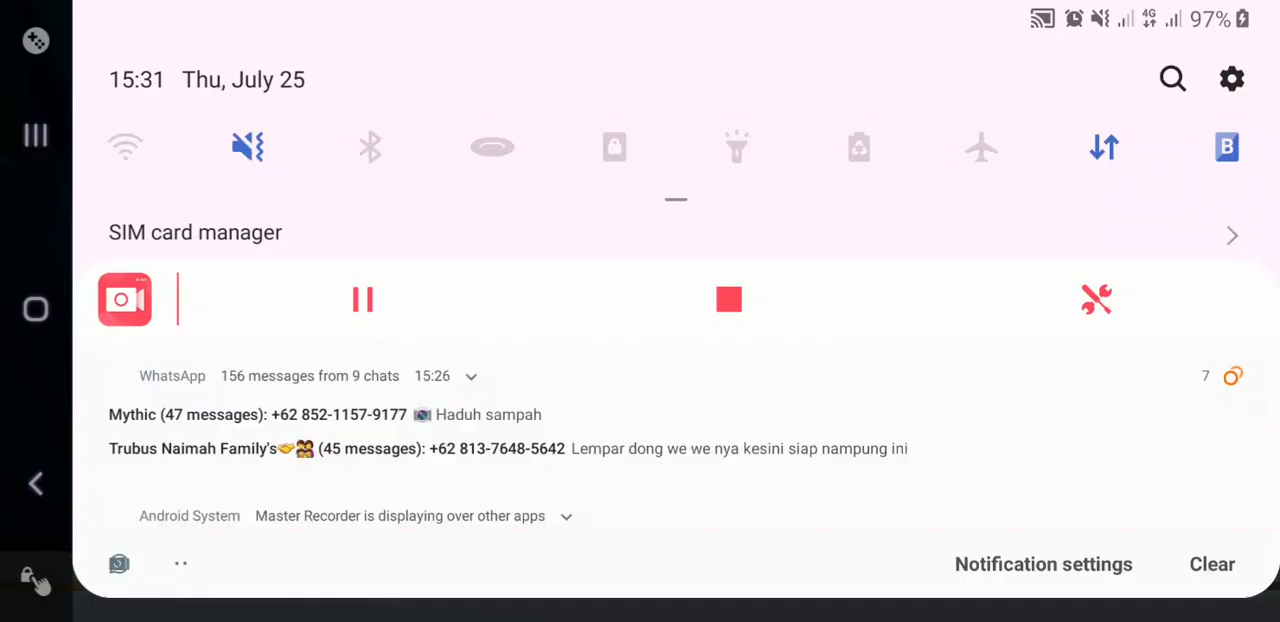 4G 97%
15:31 Thu, July 25
B
SIM card manager
WhatsApp 156 messages from 9 chats 15:26 7
Mythic (47 messages): +62 852-1157-9177 📷 Haduh sampah
Trubus Naimah Family's🤝👫 (45 messages): +62 813-7648-5642 Lempar dong we we nya kesini siap nampung ini
Android System Master Recorder is displaying over other apps
Notification settings Clear